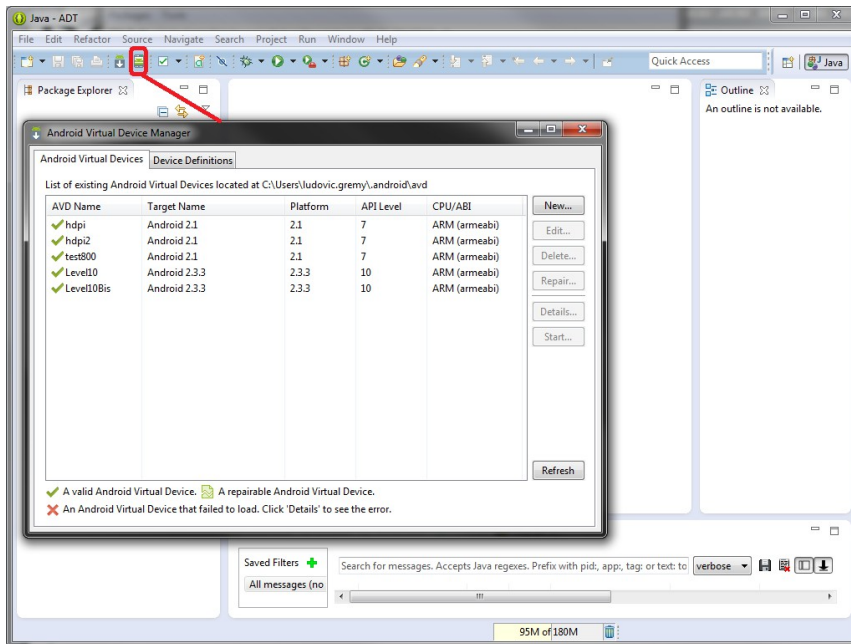 Java - ADT
File Edit Refactor Source Navigate Search Project Run Window Help
Quick Access
Java
Package Explorer
Outline
An outline is not available.
Android Virtual Device Manager
Android Virtual Devices Device Definitions
List of existing Android Virtual Devices located at C:\Users\ludovic.gremy\.android\avd
AVD Name Target Name Platform API Level CPU/ABI
hdpi Android 2.1 2.1 7 ARM (armeabi)
hdpi2 Android 2.1 2.1 7 ARM (armeabi)
test800 Android 2.1 2.1 7 ARM (armeabi)
Level10 Android 2.3.3 2.3.3 10 ARM (armeabi)
Level10Bis Android 2.3.3 2.3.3 10 ARM (armeabi)
New...
Edit...
Delete...
Repair...
Details...
Start...
Refresh
A valid Android Virtual Device. A repairable Android Virtual Device.
An Android Virtual Device that failed to load. Click 'Details' to see the error.
Saved Filters
All messages (no
Search for messages. Accepts Java regexes. Prefix with pid:, app:, tag: or text: to
verbose
95M of 180M